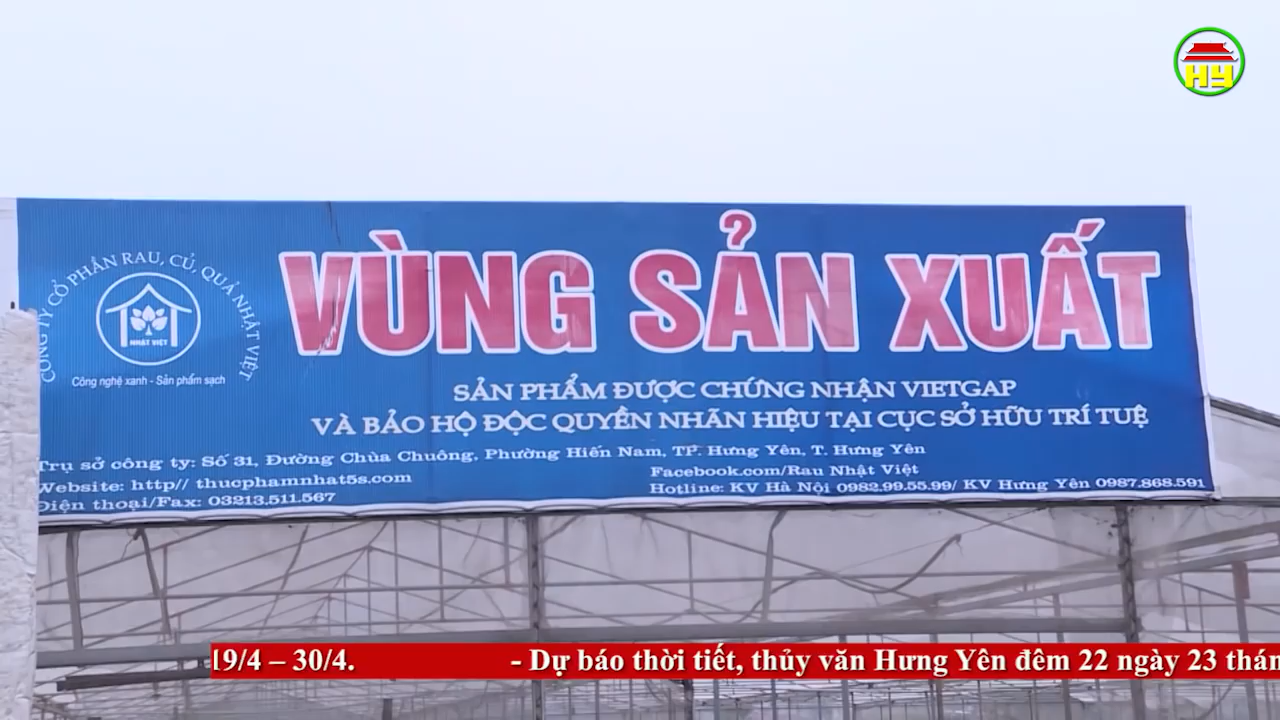 HY
CÔNG TY CỔ PHẦN RAU, CỦ, QUẢ NHẬT VIỆT
NHẬT VIỆT
Công nghệ xanh - Sản phẩm sạch
VÙNG SẢN XUẤT
SẢN PHẨM ĐƯỢC CHỨNG NHẬN VIETGAP
VÀ BẢO HỘ ĐỘC QUYỀN NHÃN HIỆU TẠI CỤC SỞ HỮU TRÍ TUỆ
Trụ sở công ty: Số 31, Đường Chùa Chuông, Phường Hiến Nam, TP. Hưng Yên, T. Hưng Yên
Website: http// thucphamnhat5s.com
Điện thoại/Fax: 03213.511.567
Facebook.com/Rau Nhật Việt
Hotline: KV Hà Nội 0982.99.55.99/ KV Hưng Yên 0987.868.591
19/4 – 30/4. - Dự báo thời tiết, thủy văn Hưng Yên đêm 22 ngày 23 thán